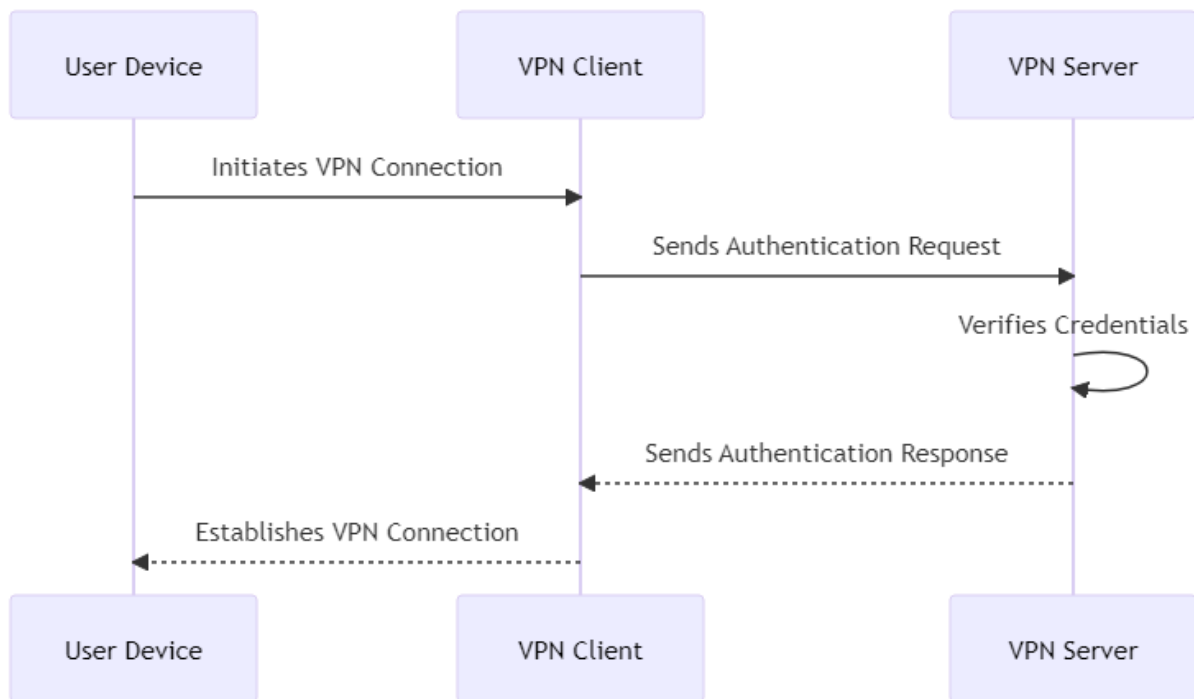 User Device
VPN Client
VPN Server
Initiates VPN Connection
Sends Authentication Request
Verifies Credentials
Sends Authentication Response
Establishes VPN Connection
User Device
VPN Client
VPN Server